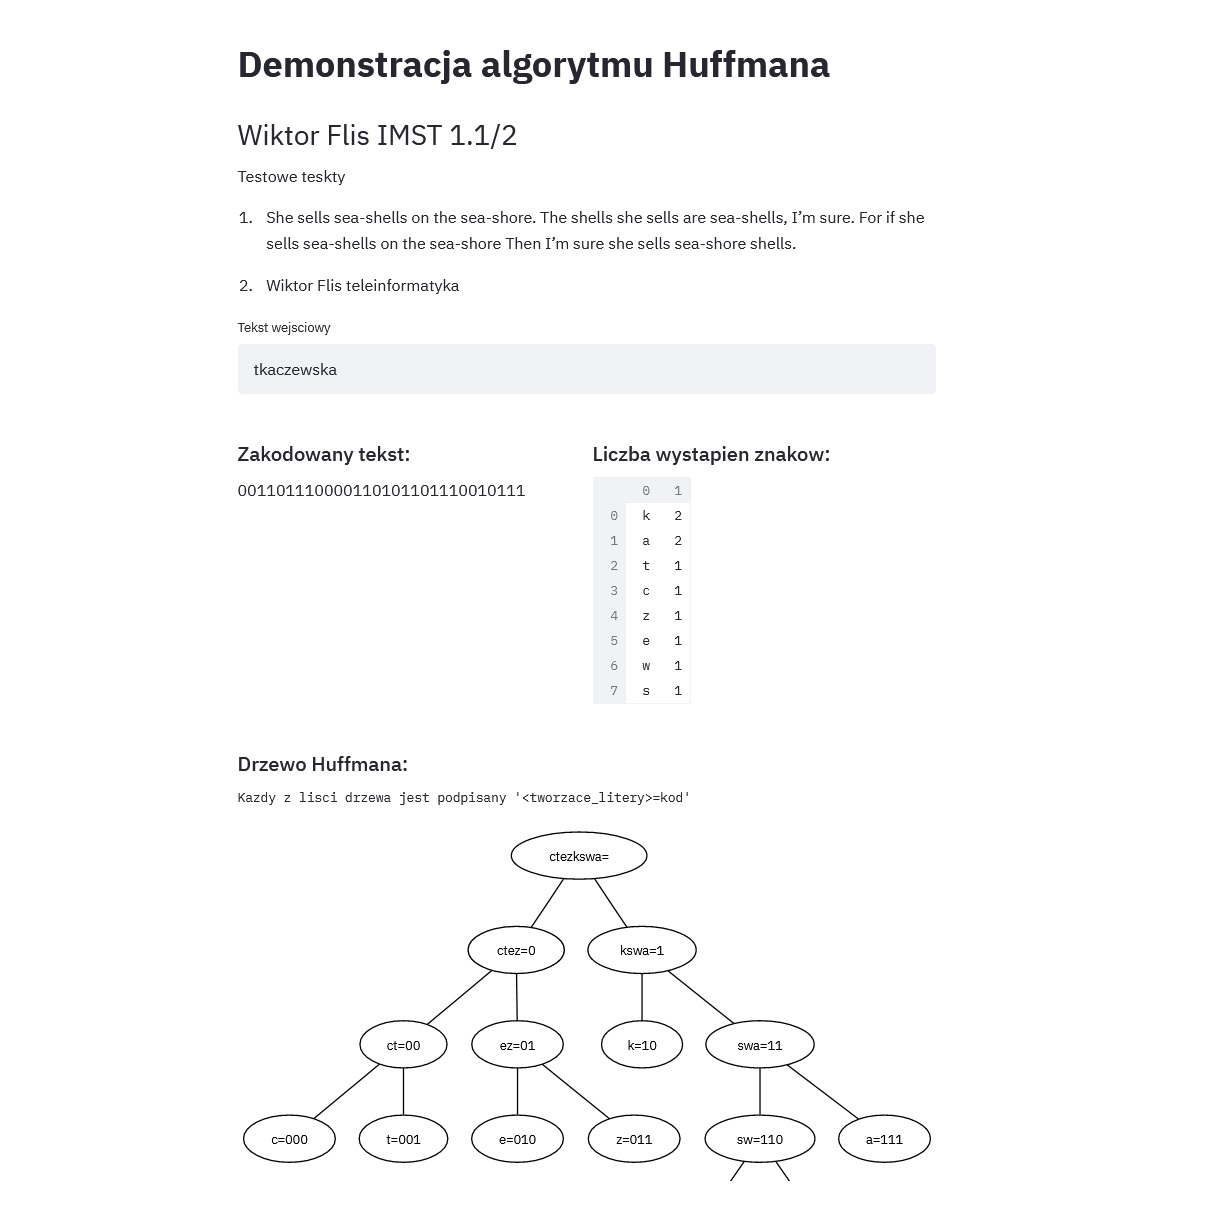 Demonstracja algorytmu Huffmana
Wiktor Flis IMST 1.1/2
Testowe teskty
1. She sells sea-shells on the sea-shore. The shells she sells are sea-shells, I’m sure. For if she
sells sea-shells on the sea-shore Then I’m sure she sells sea-shore shells.
2. Wiktor Flis teleinformatyka
Tekst wejsciowy
tkaczewska
Zakodowany tekst:
001101110000110101101110010111
Liczba wystapien znakow:
0 1
0 k 2
1 a 2
2 t 1
3 c 1
4 z 1
5 e 1
6 w 1
7 s 1
Drzewo Huffmana:
Kazdy z lisci drzewa jest podpisany '<tworzace_litery>=kod'
ctezkswa=
ctez=0 kswa=1
ct=00 ez=01 k=10 swa=11
c=000 t=001 e=010 z=011 sw=110 a=111